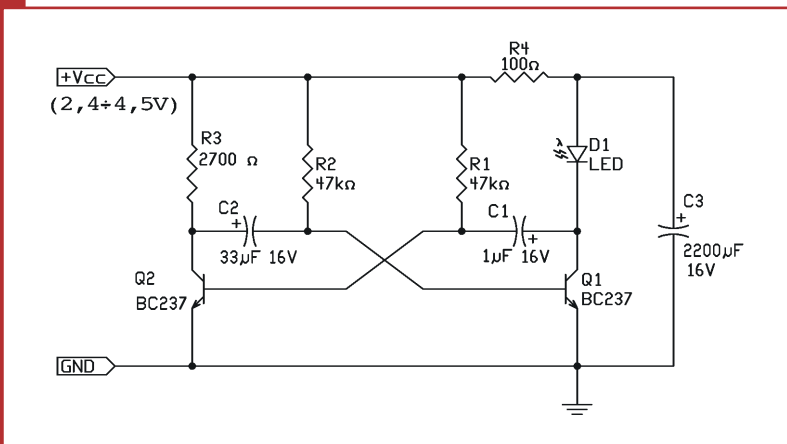 R4
100Ω
+Vcc
(2,4÷4,5V)
R3
2700 Ω
R2
47kΩ
R1
47kΩ
D1
LED
C2
+
33µF 16V
C1
+
1µF 16V
C3
+
2200µF
16V
Q2
BC237
Q1
BC237
GND